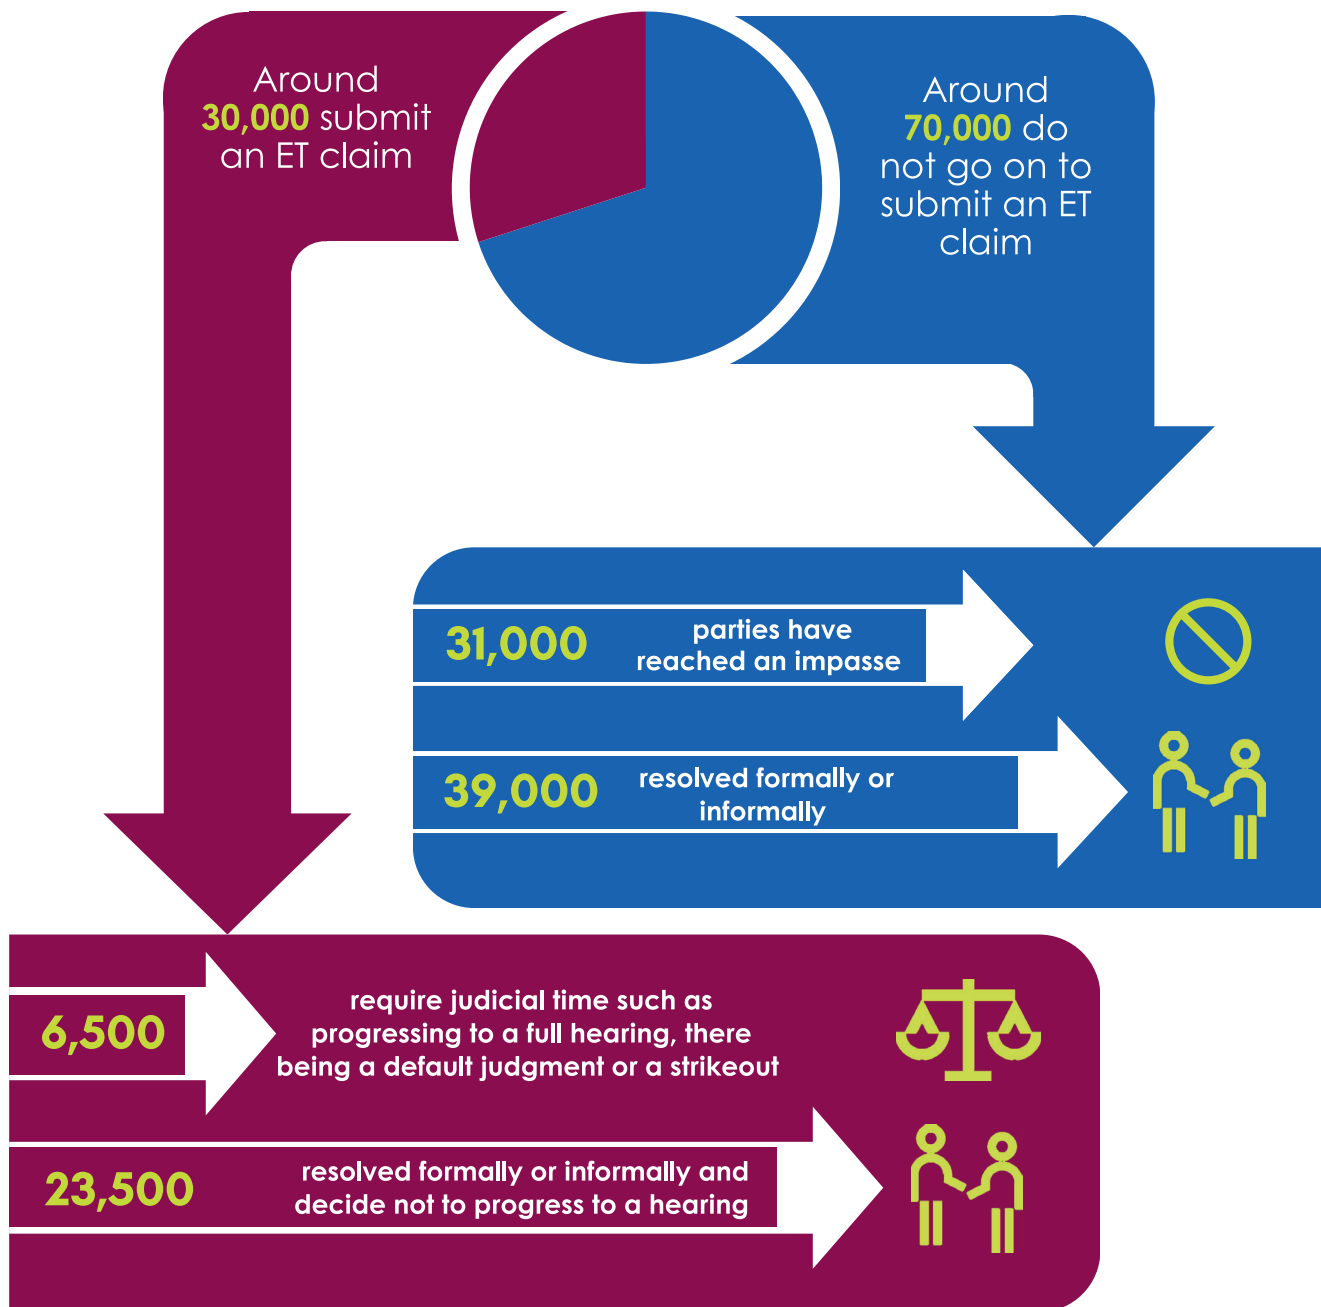 Around
30,000 submit
an ET claim
Around
70,000 do
not go on to
submit an ET
claim
31,000
parties have
reached an impasse
39,000
resolved formally or
informally
6,500
require judicial time such as
progressing to a full hearing, there
being a default judgment or a strikeout
23,500
resolved formally or informally and
decide not to progress to a hearing